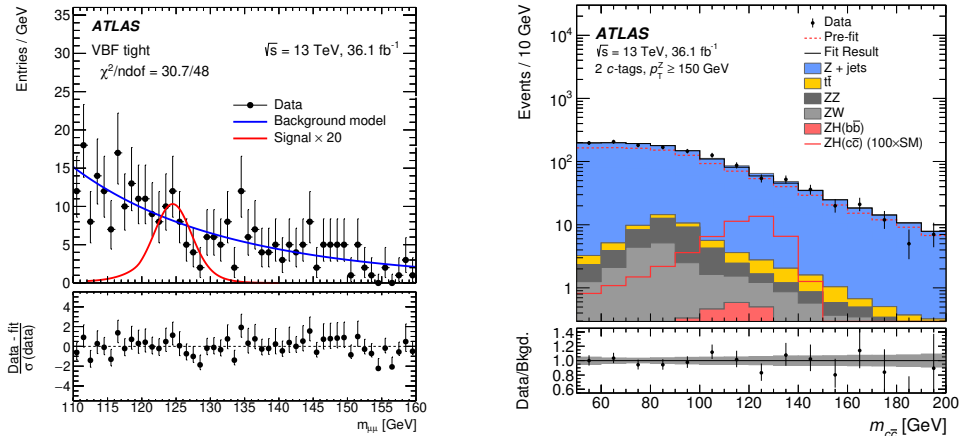 ATLAS
VBF tight
χ²/ndof = 30.7/48
√s = 13 TeV, 36.1 fb⁻¹
Data
Background model
Signal × 20
Entries / GeV
35
30
25
20
15
10
5
0
Data - fit
σ(data)
4
2
0
−2
−4
110 115 120 125 130 135 140 145 150 155 160
m_μμ [GeV]
ATLAS
√s = 13 TeV, 36.1 fb⁻¹
2 c-tags, p_T^Z ≥ 150 GeV
Data
Pre-fit
Fit Result
Z + jets
tt̄
ZZ
ZW
ZH(bb̄)
ZH(cc̄) (100×SM)
Events / 10 GeV
10⁴
10³
10²
10
1
Data/Bkgd.
1.4
1.2
1.0
0.8
0.6
60 80 100 120 140 160 180 200
m_cc̄ [GeV]